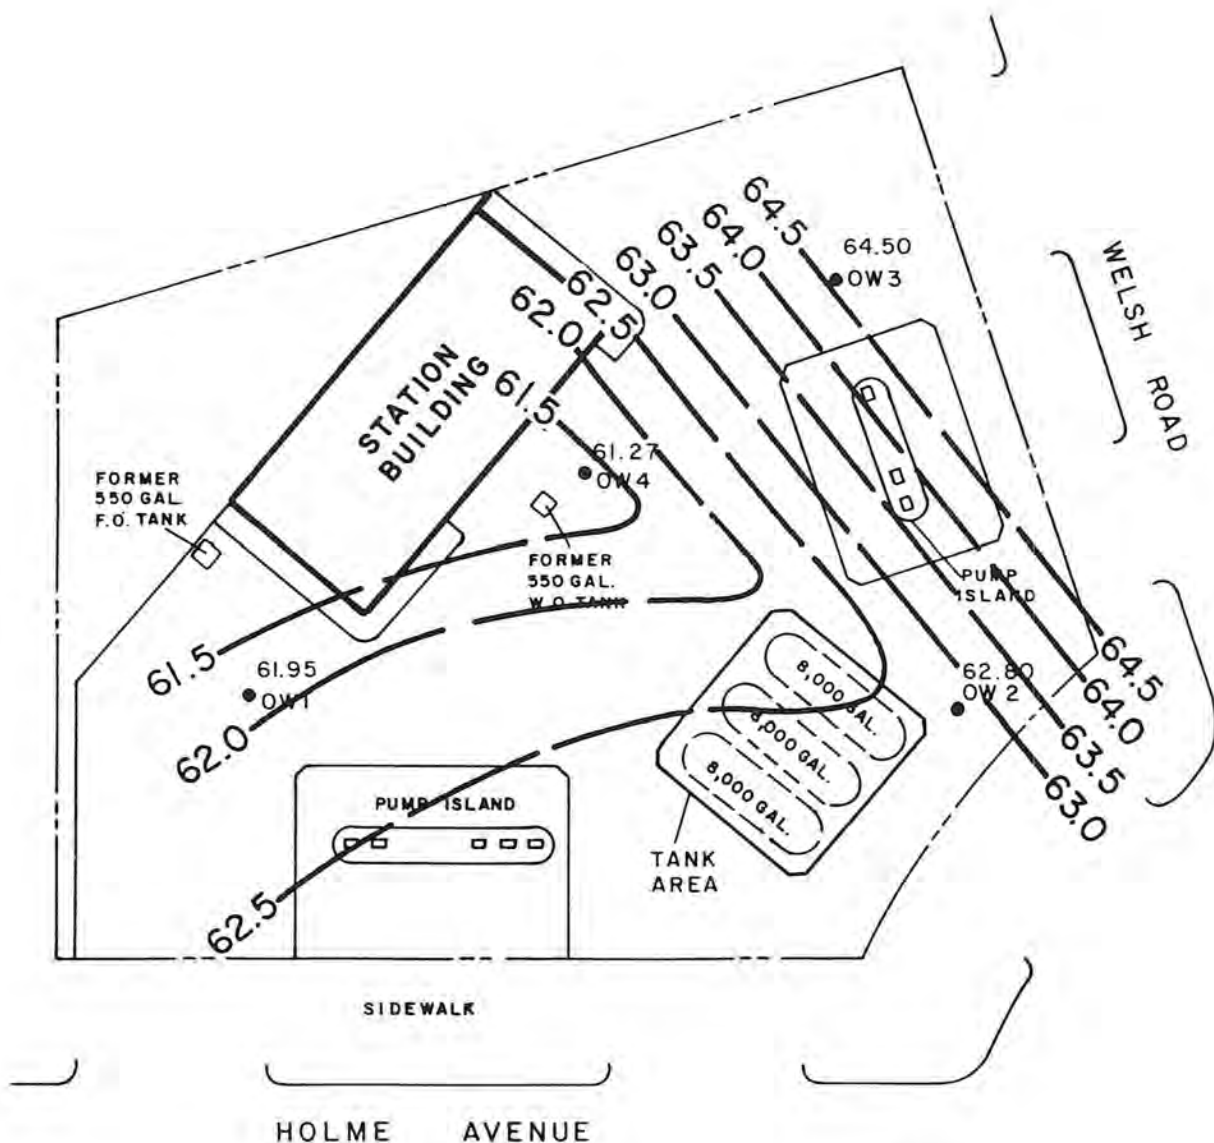 64.5
64.0
63.5
63.0
62.5
62.0
61.5
64.50
OW3
WELSH ROAD
STATION
BUILDING
61.27
OW4
FORMER
550 GAL.
F.O. TANK
FORMER
550 GAL.
W.O. TANK
PUMP
ISLAND
61.5
61.95
OW1
62.0
62.80
OW2
64.5
64.0
63.5
63.0
8,000 GAL.
8,000 GAL.
8,000 GAL.
PUMP ISLAND
TANK
AREA
62.5
SIDEWALK
HOLME AVENUE